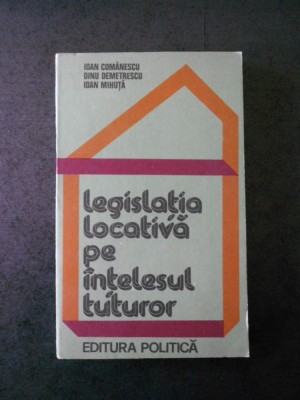 IOAN COMĂNESCU
DINU DEMETRESCU
IOAN MIHUȚĂ
legislația
locativă
pe
înțelesul
tuturor
EDITURA POLITICĂ